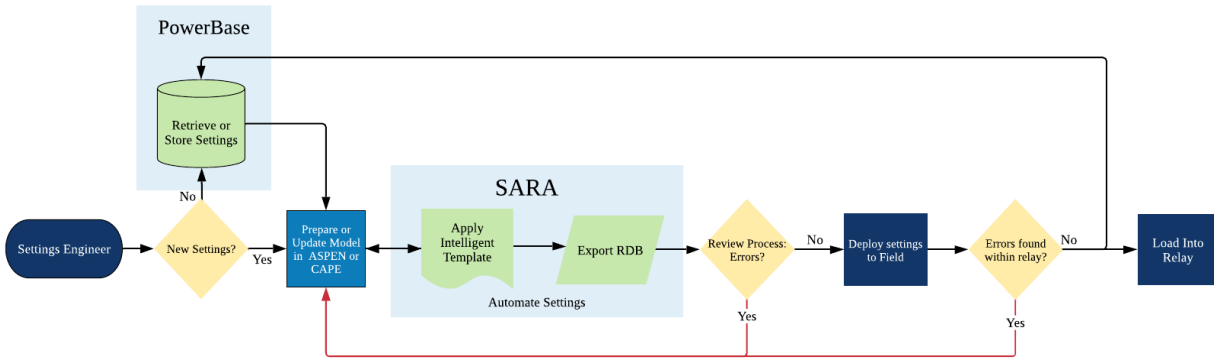 PowerBase
Retrieve or
Store Settings
No
Settings Engineer
New Settings?
Yes
Prepare or
Update Model
in ASPEN or
CAPE
SARA
Apply
Intelligent
Template
Export RDB
Automate Settings
Review Process:
Errors?
No
Yes
Deploy settings
to Field
Errors found
within relay?
No
Yes
Load Into
Relay